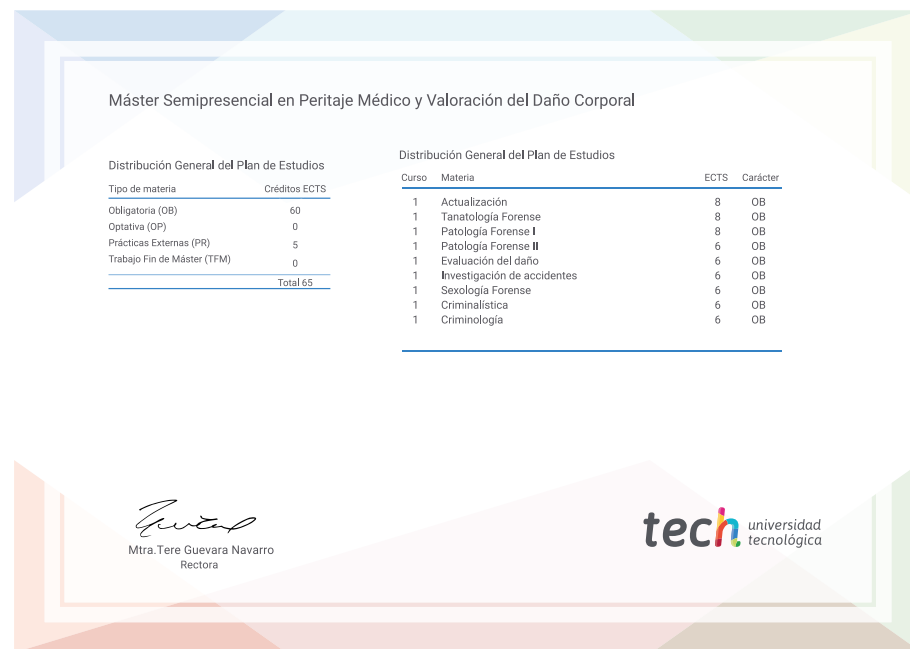 Máster Semipresencial en Peritaje Médico y Valoración del Daño Corporal
Distribución General del Plan de Estudios
Tipo de materia Créditos ECTS
Obligatoria (OB) 60
Optativa (OP) 0
Prácticas Externas (PR) 5
Trabajo Fin de Máster (TFM) 0
Total 65
Distribución General del Plan de Estudios
Curso Materia ECTS Carácter
1 Actualización 8 OB
1 Tanatología Forense 8 OB
1 Patología Forense I 8 OB
1 Patología Forense II 6 OB
1 Evaluación del daño 6 OB
1 Investigación de accidentes 6 OB
1 Sexología Forense 6 OB
1 Criminalística 6 OB
1 Criminología 6 OB
Mtra.Tere Guevara Navarro
Rectora
tech universidad
tecnológica